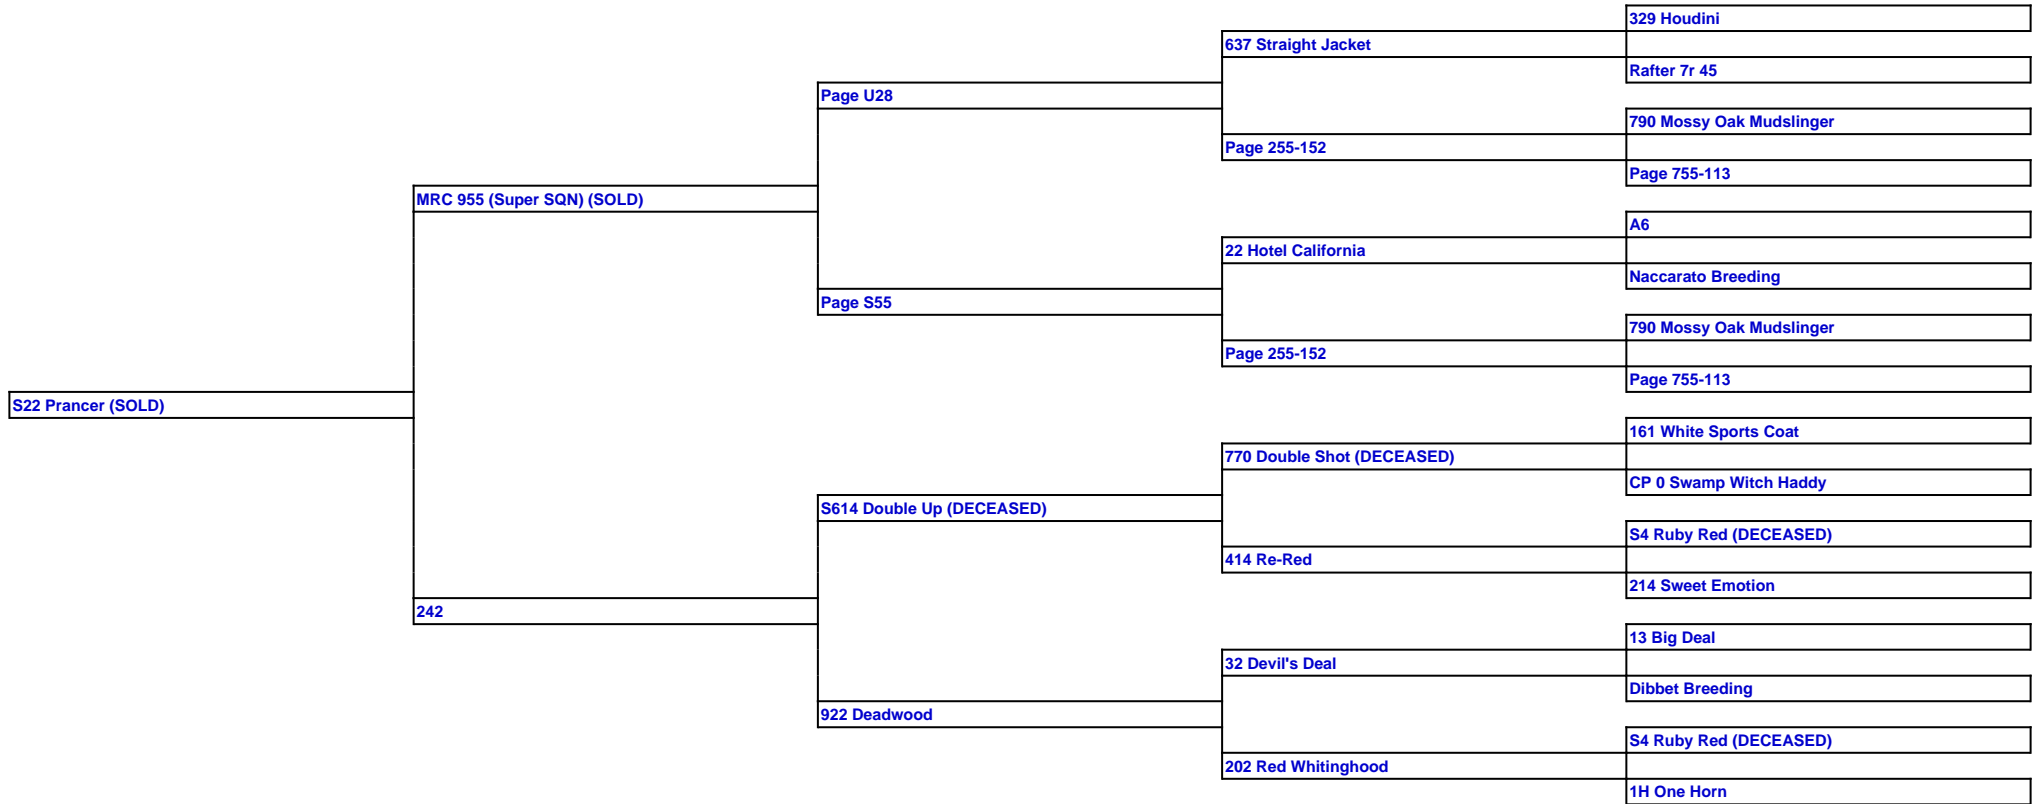 329 Houdini
637 Straight Jacket
Rafter 7r 45
Page U28
790 Mossy Oak Mudslinger
Page 255-152
Page 755-113
MRC 955 (Super SQN) (SOLD)
A6
22 Hotel California
Naccarato Breeding
Page S55
790 Mossy Oak Mudslinger
Page 255-152
Page 755-113
S22 Prancer (SOLD)
161 White Sports Coat
770 Double Shot (DECEASED)
CP 0 Swamp Witch Haddy
S614 Double Up (DECEASED)
S4 Ruby Red (DECEASED)
414 Re-Red
214 Sweet Emotion
242
13 Big Deal
32 Devil's Deal
Dibbet Breeding
922 Deadwood
S4 Ruby Red (DECEASED)
202 Red Whitinghood
1H One Horn